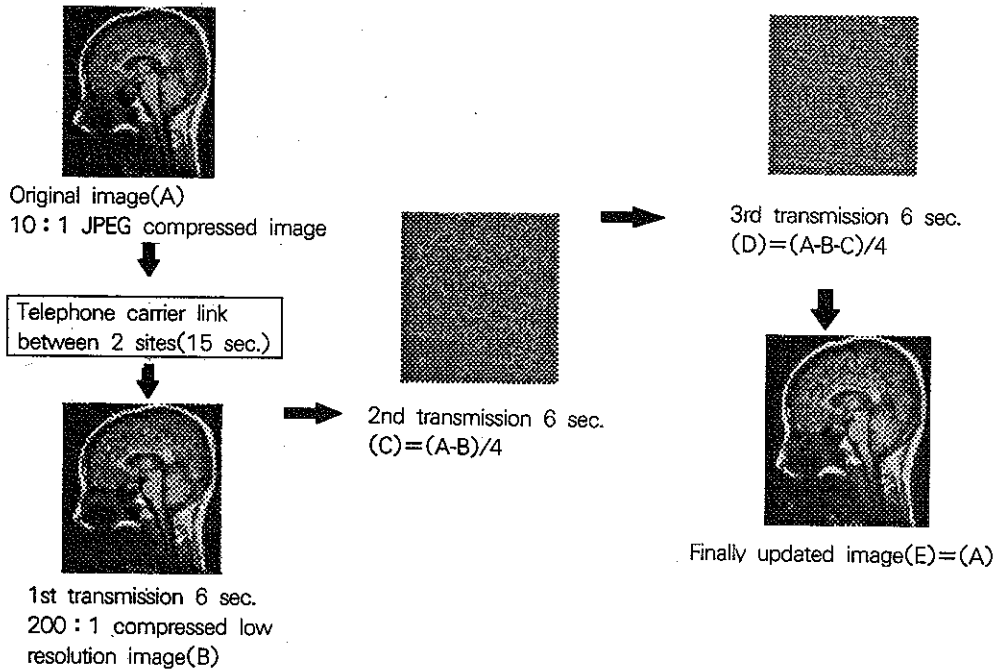 Original image(A)
10:1 JPEG compressed image
Telephone carrier link
between 2 sites(15 sec.)
1st transmission 6 sec.
200:1 compressed low
resolution image(B)
2nd transmission 6 sec.
(C)=(A-B)/4
3rd transmission 6 sec.
(D)=(A-B-C)/4
Finally updated image(E)=(A)